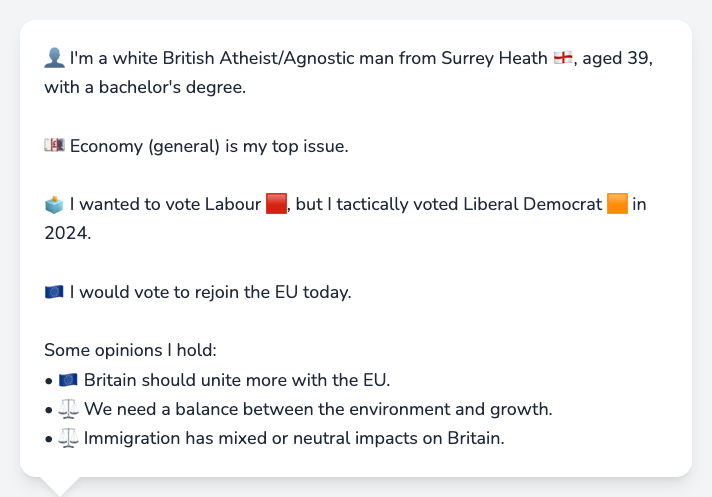 👤 I'm a white British Atheist/Agnostic man from Surrey Heath 🏴󠁧󠁢󠁥󠁮󠁧󠁿, aged 39,
with a bachelor's degree.
💷 Economy (general) is my top issue.
🗳️ I wanted to vote Labour 🟥, but I tactically voted Liberal Democrat 🟧 in
2024.
🇪🇺 I would vote to rejoin the EU today.
Some opinions I hold:
• 🇪🇺 Britain should unite more with the EU.
• ⚖️ We need a balance between the environment and growth.
• ⚖️ Immigration has mixed or neutral impacts on Britain.